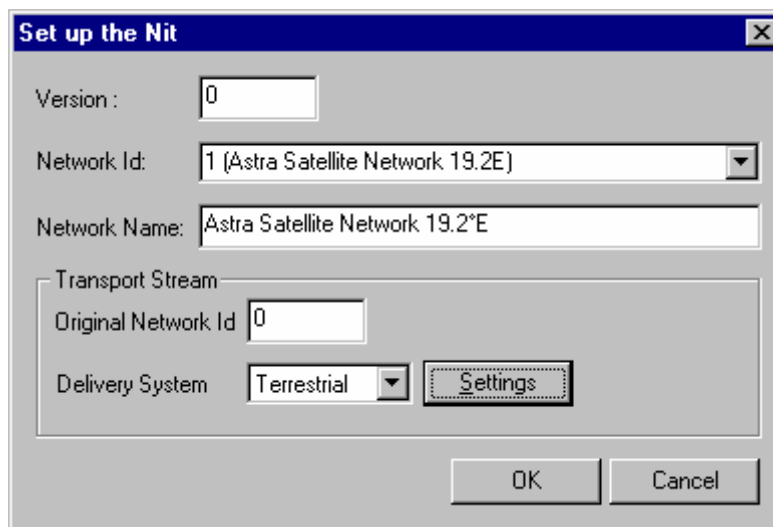 Set up the Nit
Version : 0
Network Id: 1 (Astra Satellite Network 19.2E)
Network Name: Astra Satellite Network 19.2°E
Transport Stream
Original Network Id 0
Delivery System Terrestrial Settings
OK Cancel